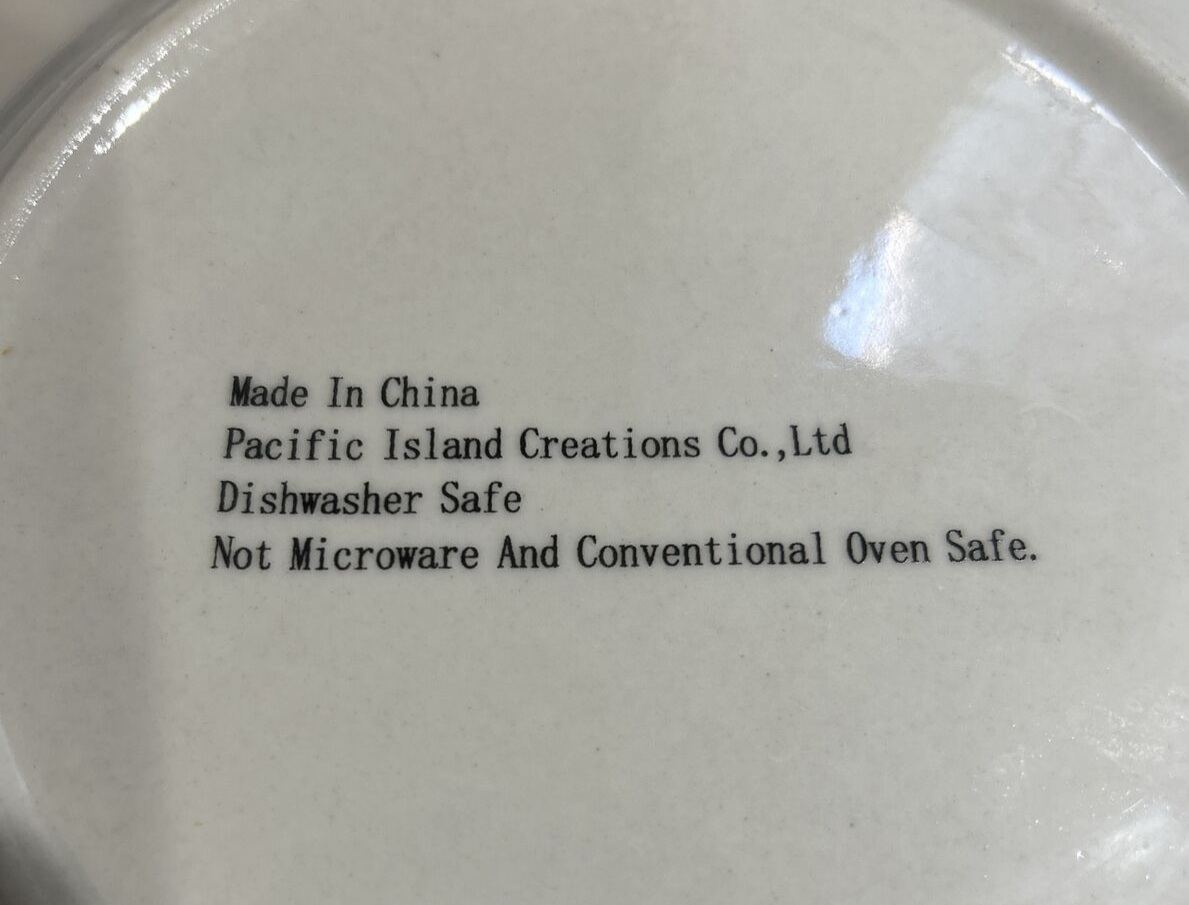 Made In China
Pacific Island Creations Co.,Ltd
Dishwasher Safe
Not Microware And Conventional Oven Safe.